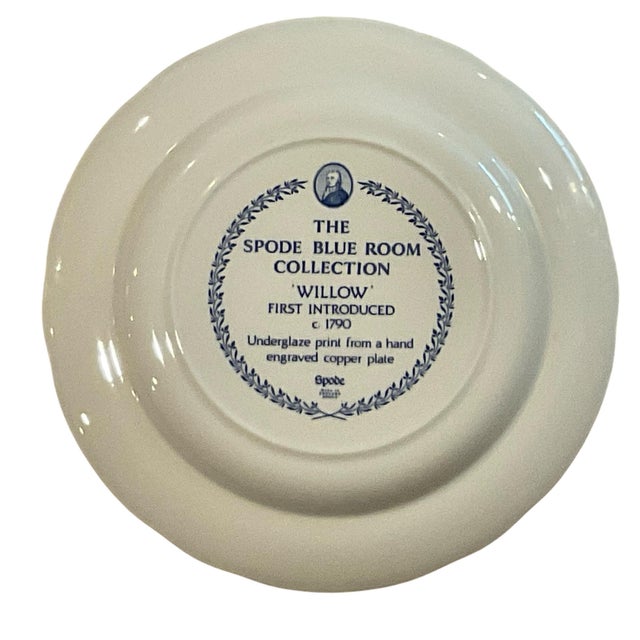 THE
SPODE BLUE ROOM
COLLECTION
'WILLOW'
FIRST INTRODUCED
c. 1790
Underglaze print from a hand
engraved copper plate
Spode